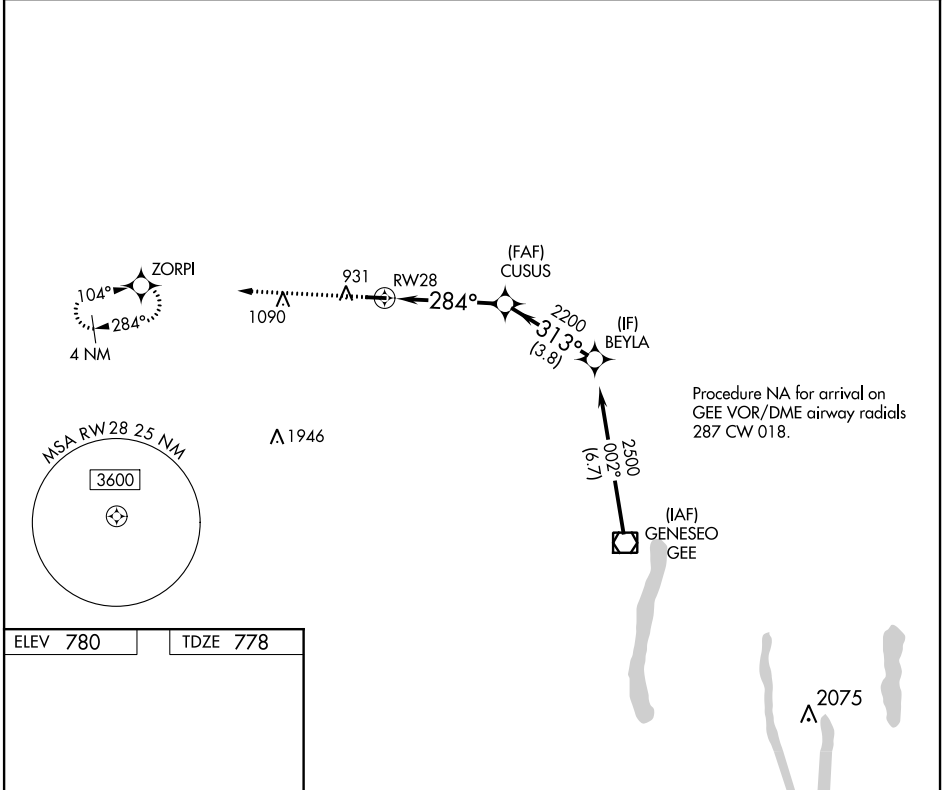 (FAF)
CUSUS
ZORPI
104°
284°
4 NM
931
RW28
1090
284°
2200
313°
(3.8)
(IF)
BEYLA
Procedure NA for arrival on
GEE VOR/DME airway radials
287 CW 018.
1946
MSA RW 28 25 NM
3600
2500
002°
(6.7)
(IAF)
GENESEO
GEE
ELEV 780
TDZE 778
2075